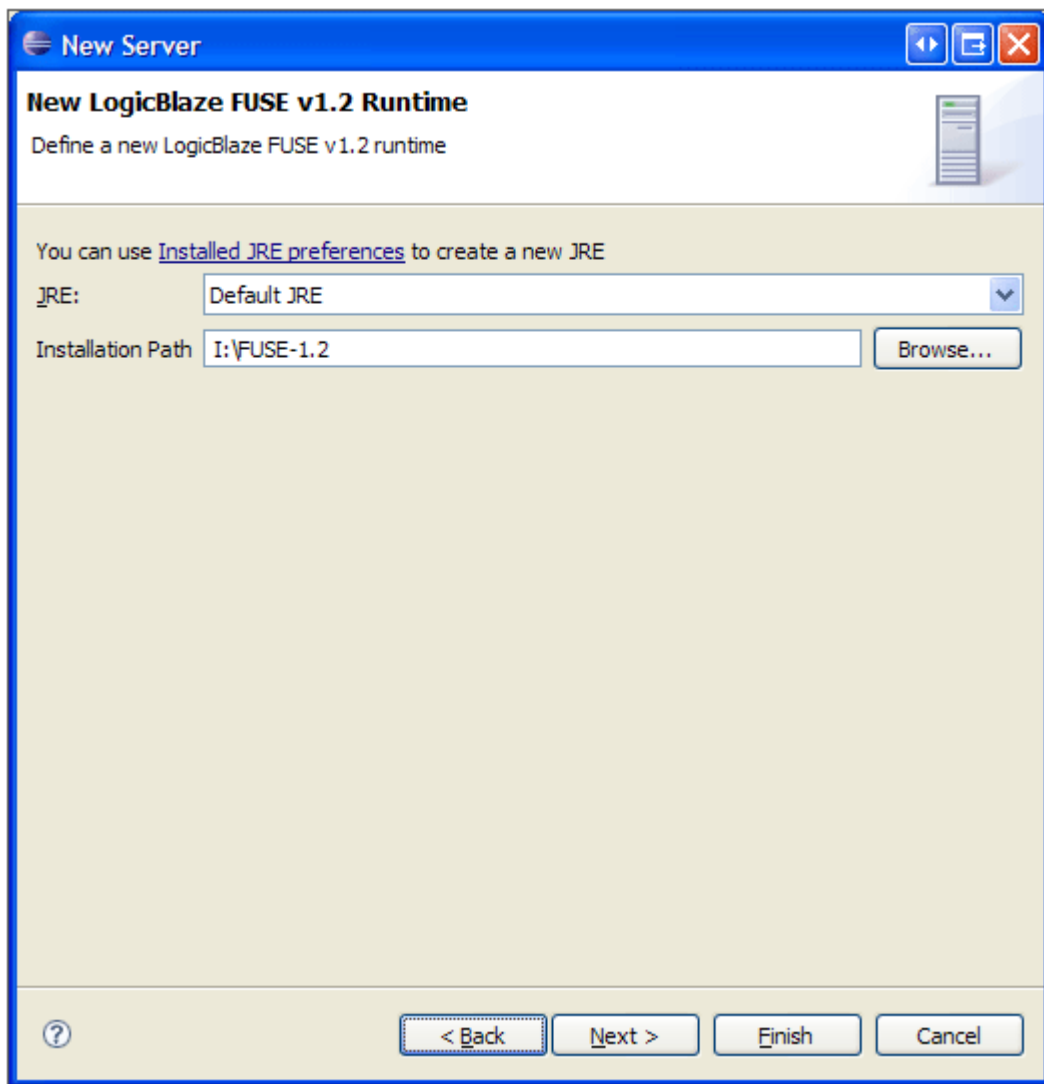 New Server
New LogicBlaze FUSE v1.2 Runtime
Define a new LogicBlaze FUSE v1.2 runtime
You can use Installed JRE preferences to create a new JRE
JRE: Default JRE
Installation Path I:\FUSE-1.2 Browse...
? < Back Next > Finish Cancel